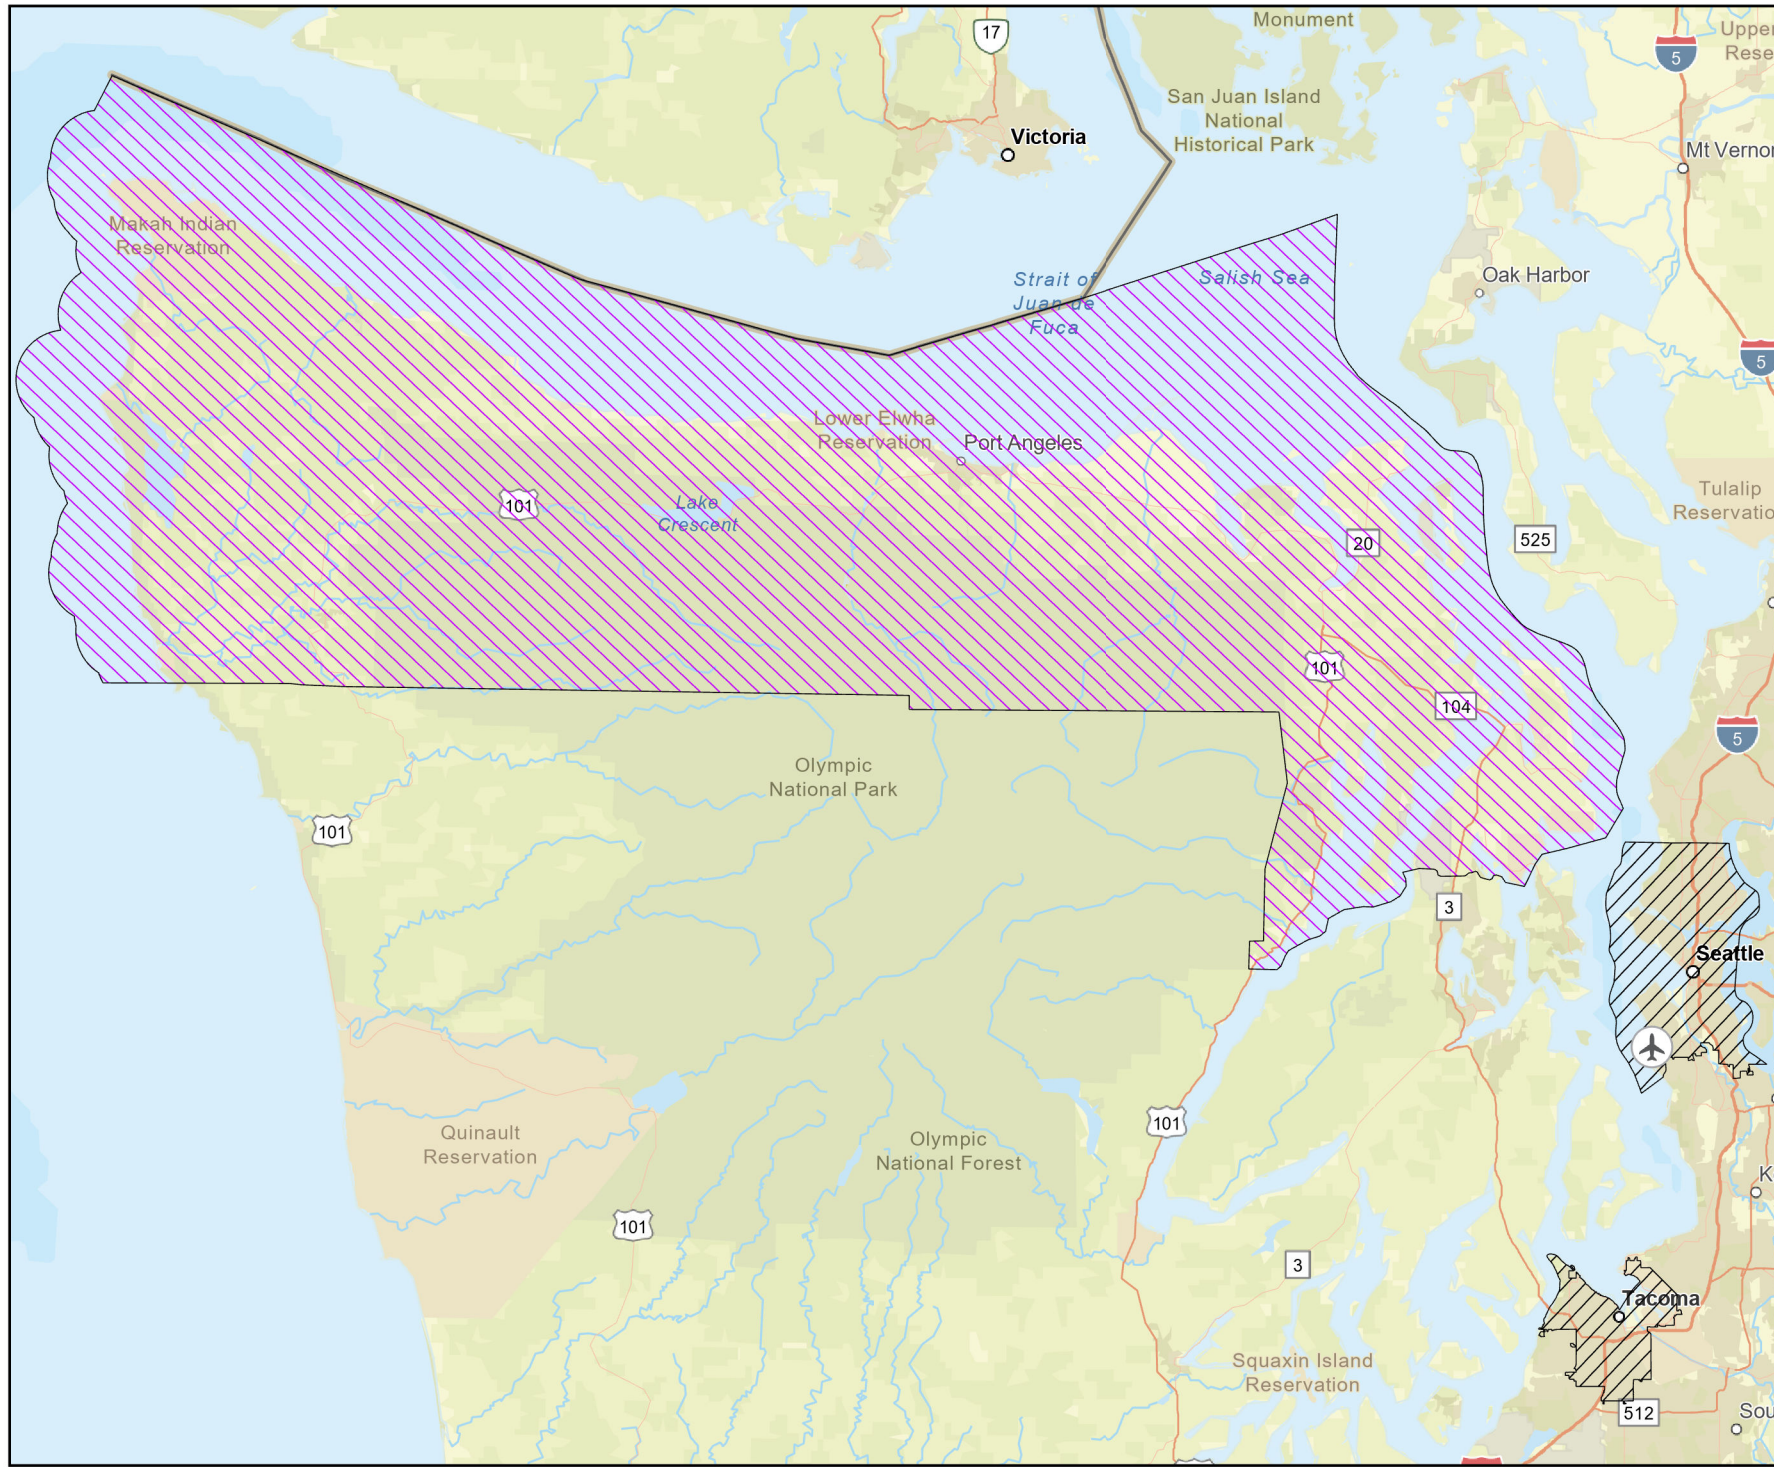 Monument
17
Upper
Rese
5
San Juan Island
National
Historical Park
Victoria
Mt Vernon
Makah Indian
Reservation
Strait of
Juan de
Fuca
Salish Sea
Oak Harbor
5
Lower Elwha
Reservation
Port Angeles
Lake
Crescent
101
Tulalip
Reservatio
20
525
101
104
5
Olympic
National Park
101
3
Seattle
Quinault
Reservation
Olympic
National Forest
101
K
101
3
Tacoma
Squaxin Island
Reservation
512
Sou